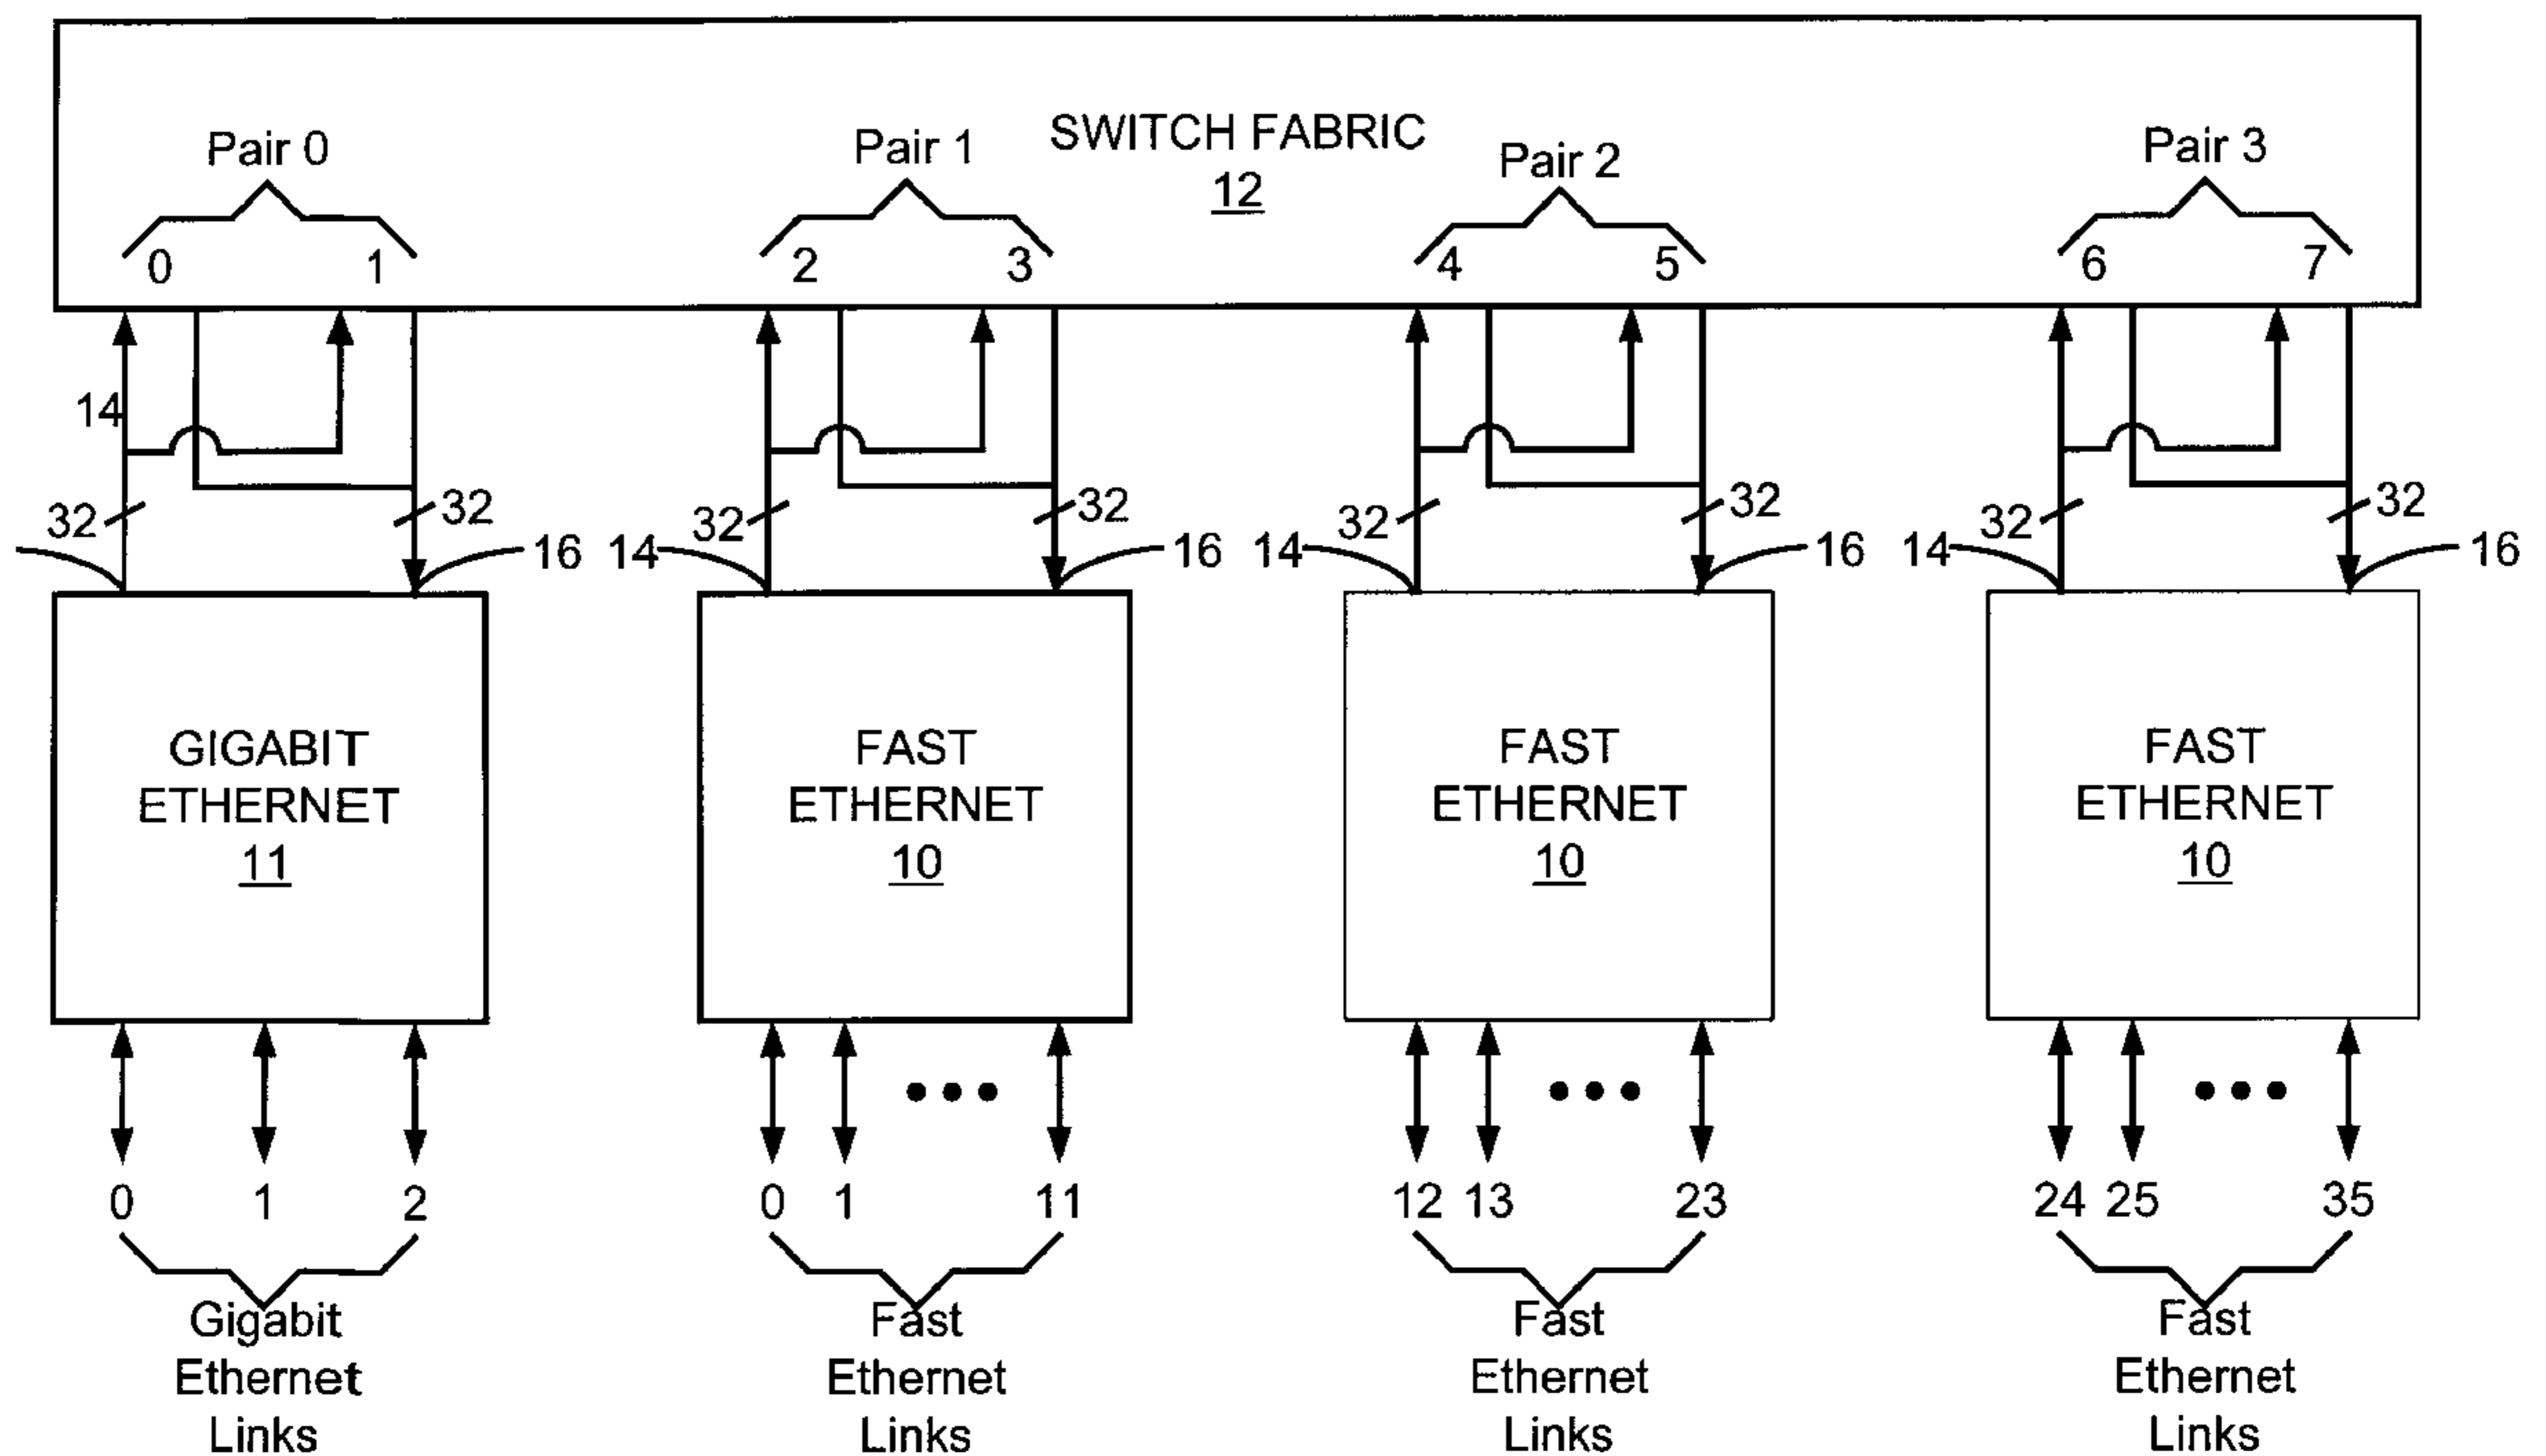 SWITCH FABRIC
12
Pair 0
Pair 1
Pair 2
Pair 3
0 1
2 3
4 5
6 7
14
32 32
32 32
32 32
32 32
16
14 16
14 16
14 16
GIGABIT
ETHERNET
11
FAST
ETHERNET
10
FAST
ETHERNET
10
FAST
ETHERNET
10
0 1 2
0 1 11
12 13 23
24 25 35
Gigabit
Ethernet
Links
Fast
Ethernet
Links
Fast
Ethernet
Links
Fast
Ethernet
Links